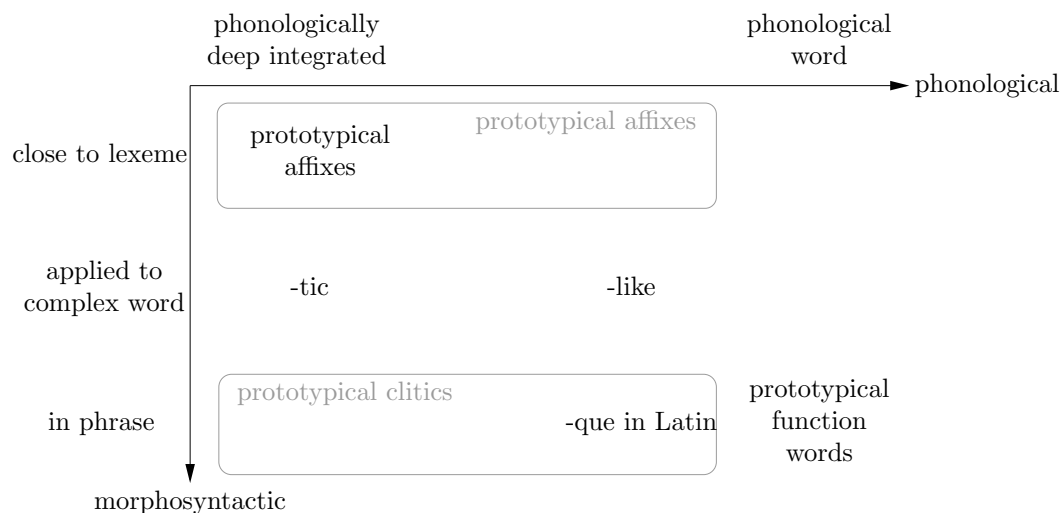 phonologically
deep integrated
phonological
word
phonological
close to lexeme
prototypical
affixes
prototypical affixes
applied to
complex word
-tic
-like
in phrase
prototypical clitics
-que in Latin
prototypical
function
words
morphosyntactic